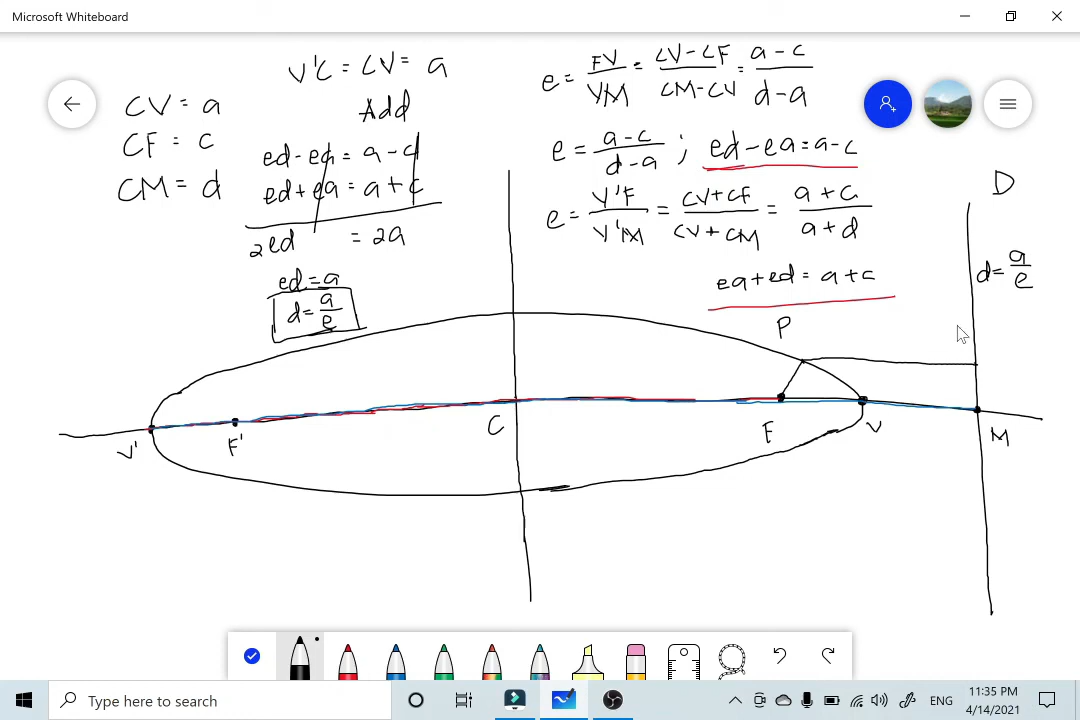 Microsoft Whiteboard
CV = a
CF = c
CM = d
V'C = CV = a
Add
ed - ea = a - c
ed + ea = a + c
2ed = 2a
ed = a
d = a/e
e = FV/VM = CV-CF/CM-CV = a-c/d-a
e = a-c/d-a ; ed - ea = a - c
e = V'F/V'M = CV+CF/CV+CM = a+c/a+d
ea + ed = a + c
D
d = a/e
P
V'
F'
C
F
V
M
Type here to search
ENG
11:35 PM
4/14/2021